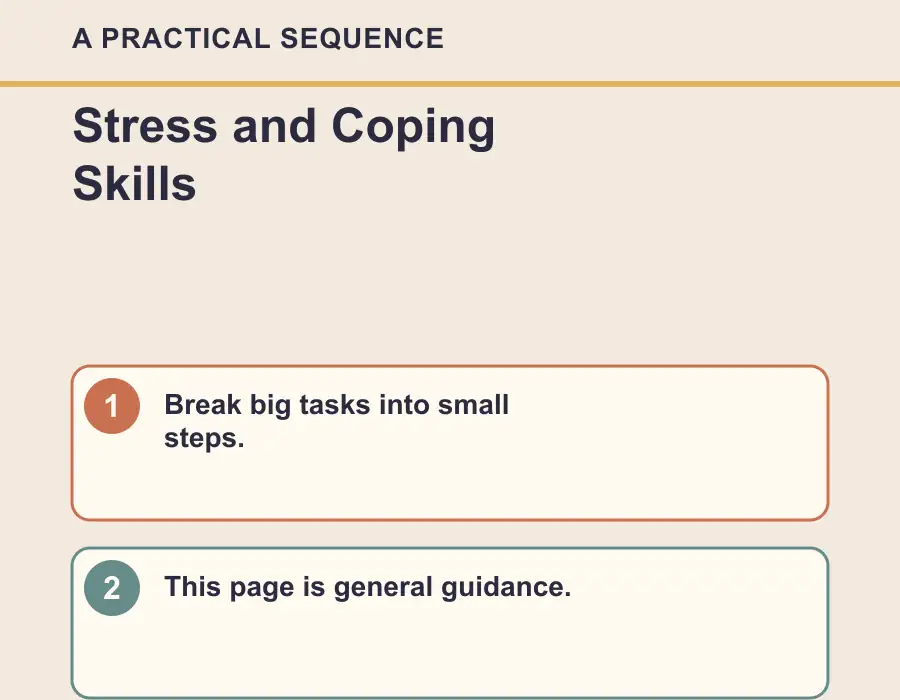 A PRACTICAL SEQUENCE
Stress and Coping
Skills
1
Break big tasks into small
steps.
2
This page is general guidance.